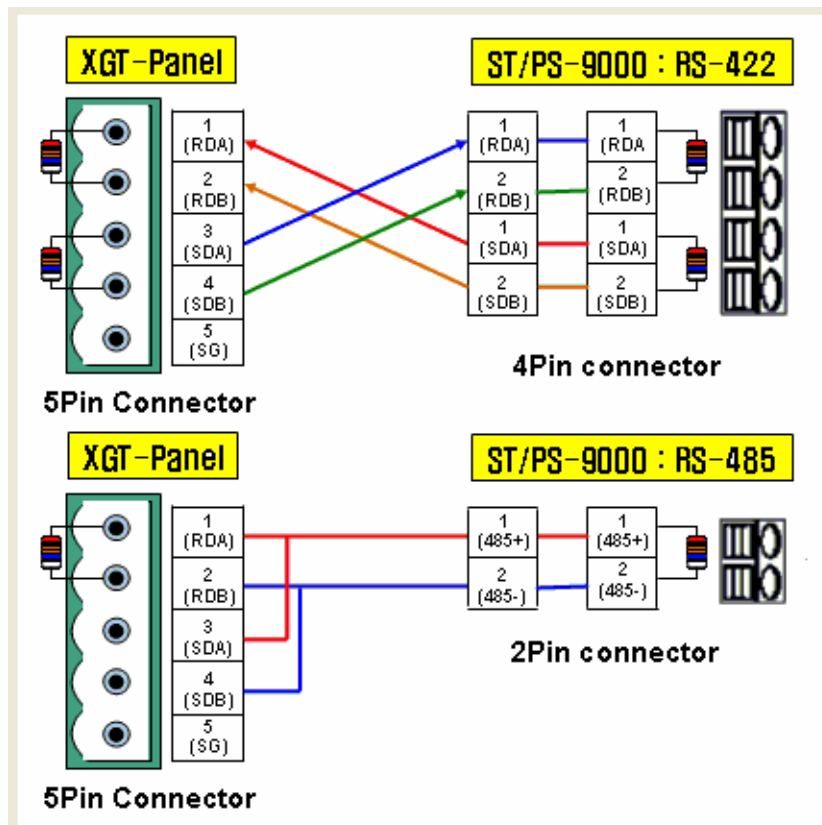 XGT-Panel
ST/PS-9000 : RS-422
1
(RDA)
2
(RDB)
3
(SDA)
4
(SDB)
5
(SG)
1
(RDA)
2
(RDB)
1
(SDA)
2
(SDB)
1
(RDA
2
(RDB)
1
(SDA)
2
(SDB)
5Pin Connector
4Pin connector
XGT-Panel
ST/PS-9000 : RS-485
1
(RDA)
2
(RDB)
3
(SDA)
4
(SDB)
5
(SG)
1
(485+)
2
(485-)
1
(485+)
2
(485-)
2Pin connector
5Pin Connector